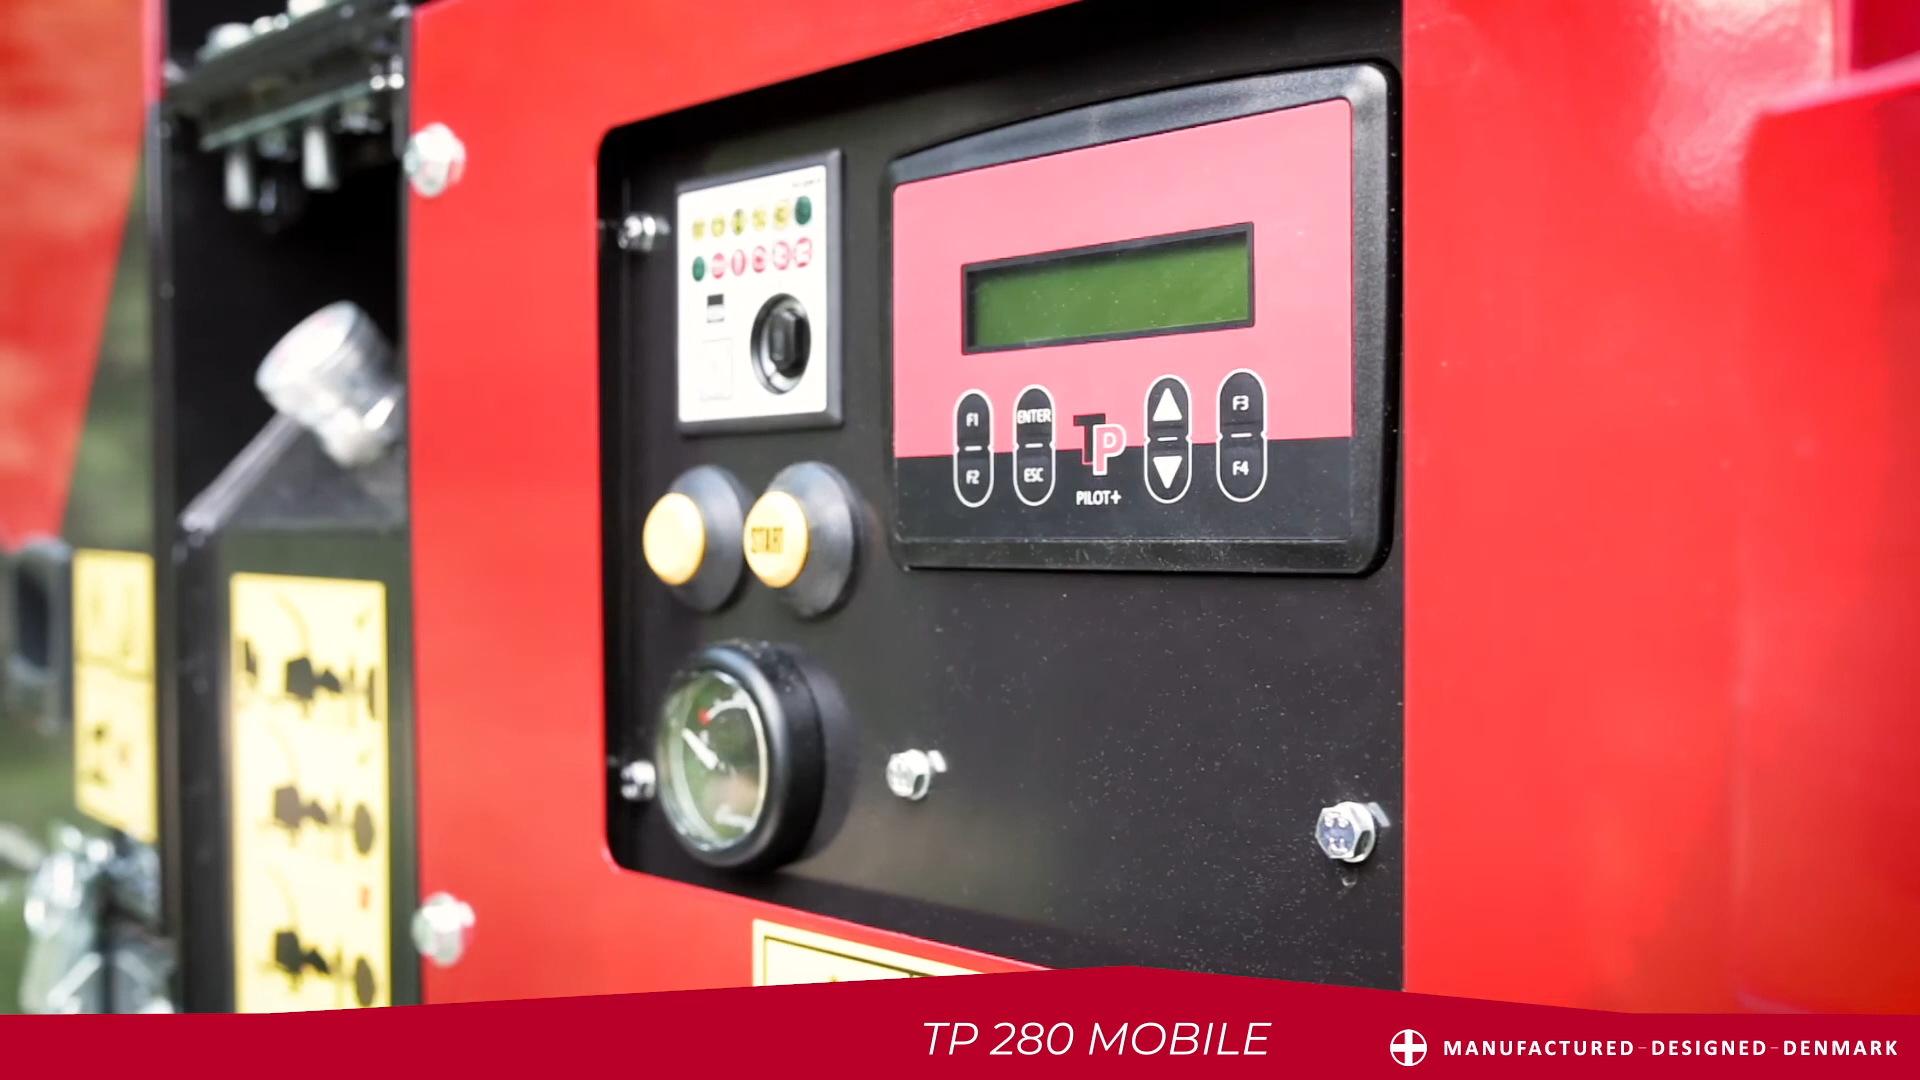 F1
F2
ENTER
ESC
TP
PILOT+
F3
F4
START
TP 280 MOBILE
MANUFACTURED-DESIGNED-DENMARK